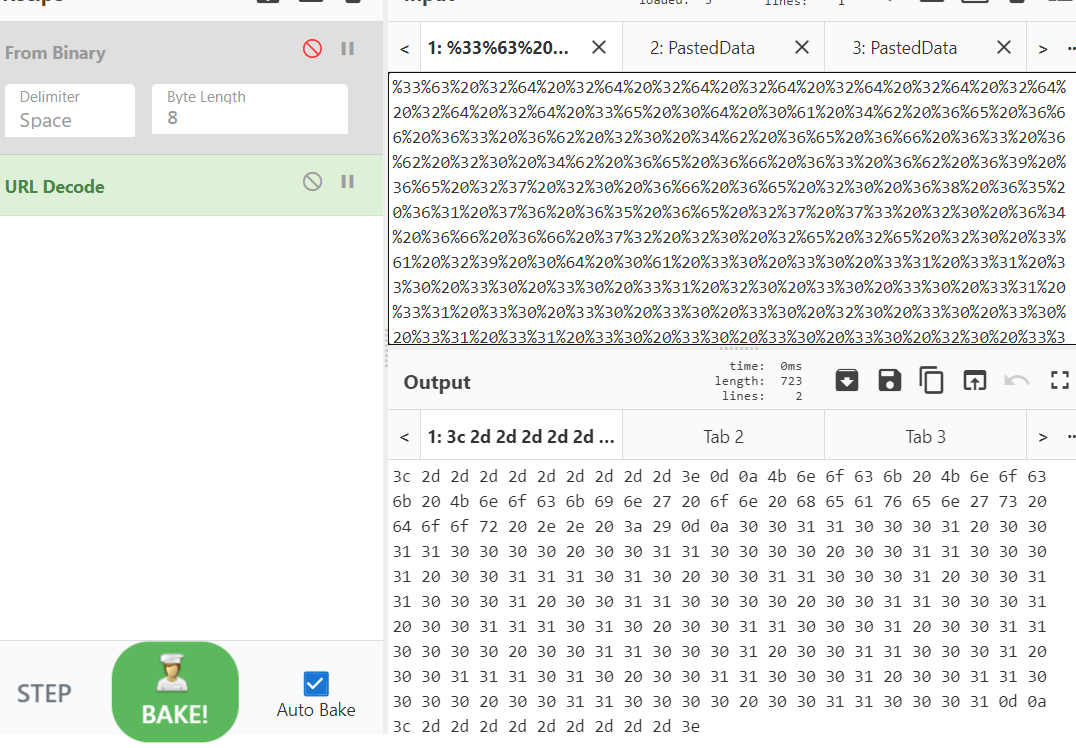 From Binary
Delimiter
Space
Byte Length
8
URL Decode
STEP
BAKE!
Auto Bake
< 1: %33%63%20... × 2: PastedData × 3: PastedData × >
%33%63%20%32%64%20%32%64%20%32%64%20%32%64%20%32%64%20%32%64%20%32%64
%20%32%64%20%32%64%20%33%65%20%30%64%20%30%61%20%34%62%20%36%65%20%36%6
6%20%36%33%20%36%62%20%32%30%20%34%62%20%36%65%20%36%66%20%36%33%20%36%
62%20%32%30%20%34%62%20%36%65%20%36%66%20%36%33%20%36%62%20%36%39%20%
36%65%20%32%37%20%32%30%20%36%66%20%36%65%20%32%30%20%36%38%20%36%35%2
0%36%31%20%37%36%20%36%35%20%36%65%20%32%37%20%37%33%20%32%30%20%36%34
%20%36%66%20%36%66%20%37%32%20%32%30%20%32%65%20%32%65%20%32%30%20%33%
61%20%32%39%20%30%64%20%30%61%20%33%30%20%33%30%20%33%31%20%33%31%20%3
3%30%20%33%30%20%33%30%20%33%31%20%32%30%20%33%30%20%33%30%20%33%31%20
%33%31%20%33%30%20%33%30%20%33%30%20%33%30%20%32%30%20%33%30%20%33%30%
20%33%31%20%33%31%20%33%30%20%33%30%20%33%30%20%33%30%20%32%30%20%33%3
Output
time: 0ms
length: 723
lines: 2
< 1: 3c 2d 2d 2d 2d 2d ... Tab 2 Tab 3 >
3c 2d 2d 2d 2d 2d 2d 2d 2d 2d 3e 0d 0a 4b 6e 6f 63 6b 20 4b 6e 6f 63
6b 20 4b 6e 6f 63 6b 69 6e 27 20 6f 6e 20 68 65 61 76 65 6e 27 73 20
64 6f 6f 72 20 2e 2e 20 3a 29 0d 0a 30 30 31 31 30 30 30 31 20 30 30
31 31 30 30 30 30 20 30 30 31 31 30 30 30 30 20 30 30 31 31 30 30 30
31 20 30 30 31 31 31 30 31 30 20 30 30 31 31 30 30 30 31 20 30 30 31
31 30 30 30 31 20 30 30 31 31 30 30 30 30 20 30 30 31 31 30 30 30 31
20 30 30 31 31 31 30 31 30 20 30 30 31 31 30 30 30 31 20 30 30 31 31
30 30 30 30 20 30 30 31 31 30 30 30 31 20 30 30 31 31 30 30 30 31 20
30 30 31 31 31 30 31 30 20 30 30 31 31 30 30 30 31 20 30 30 31 31 30
30 30 30 20 30 30 31 31 30 30 30 30 20 30 30 31 31 30 30 30 31 0d 0a
3c 2d 2d 2d 2d 2d 2d 2d 2d 2d 3e